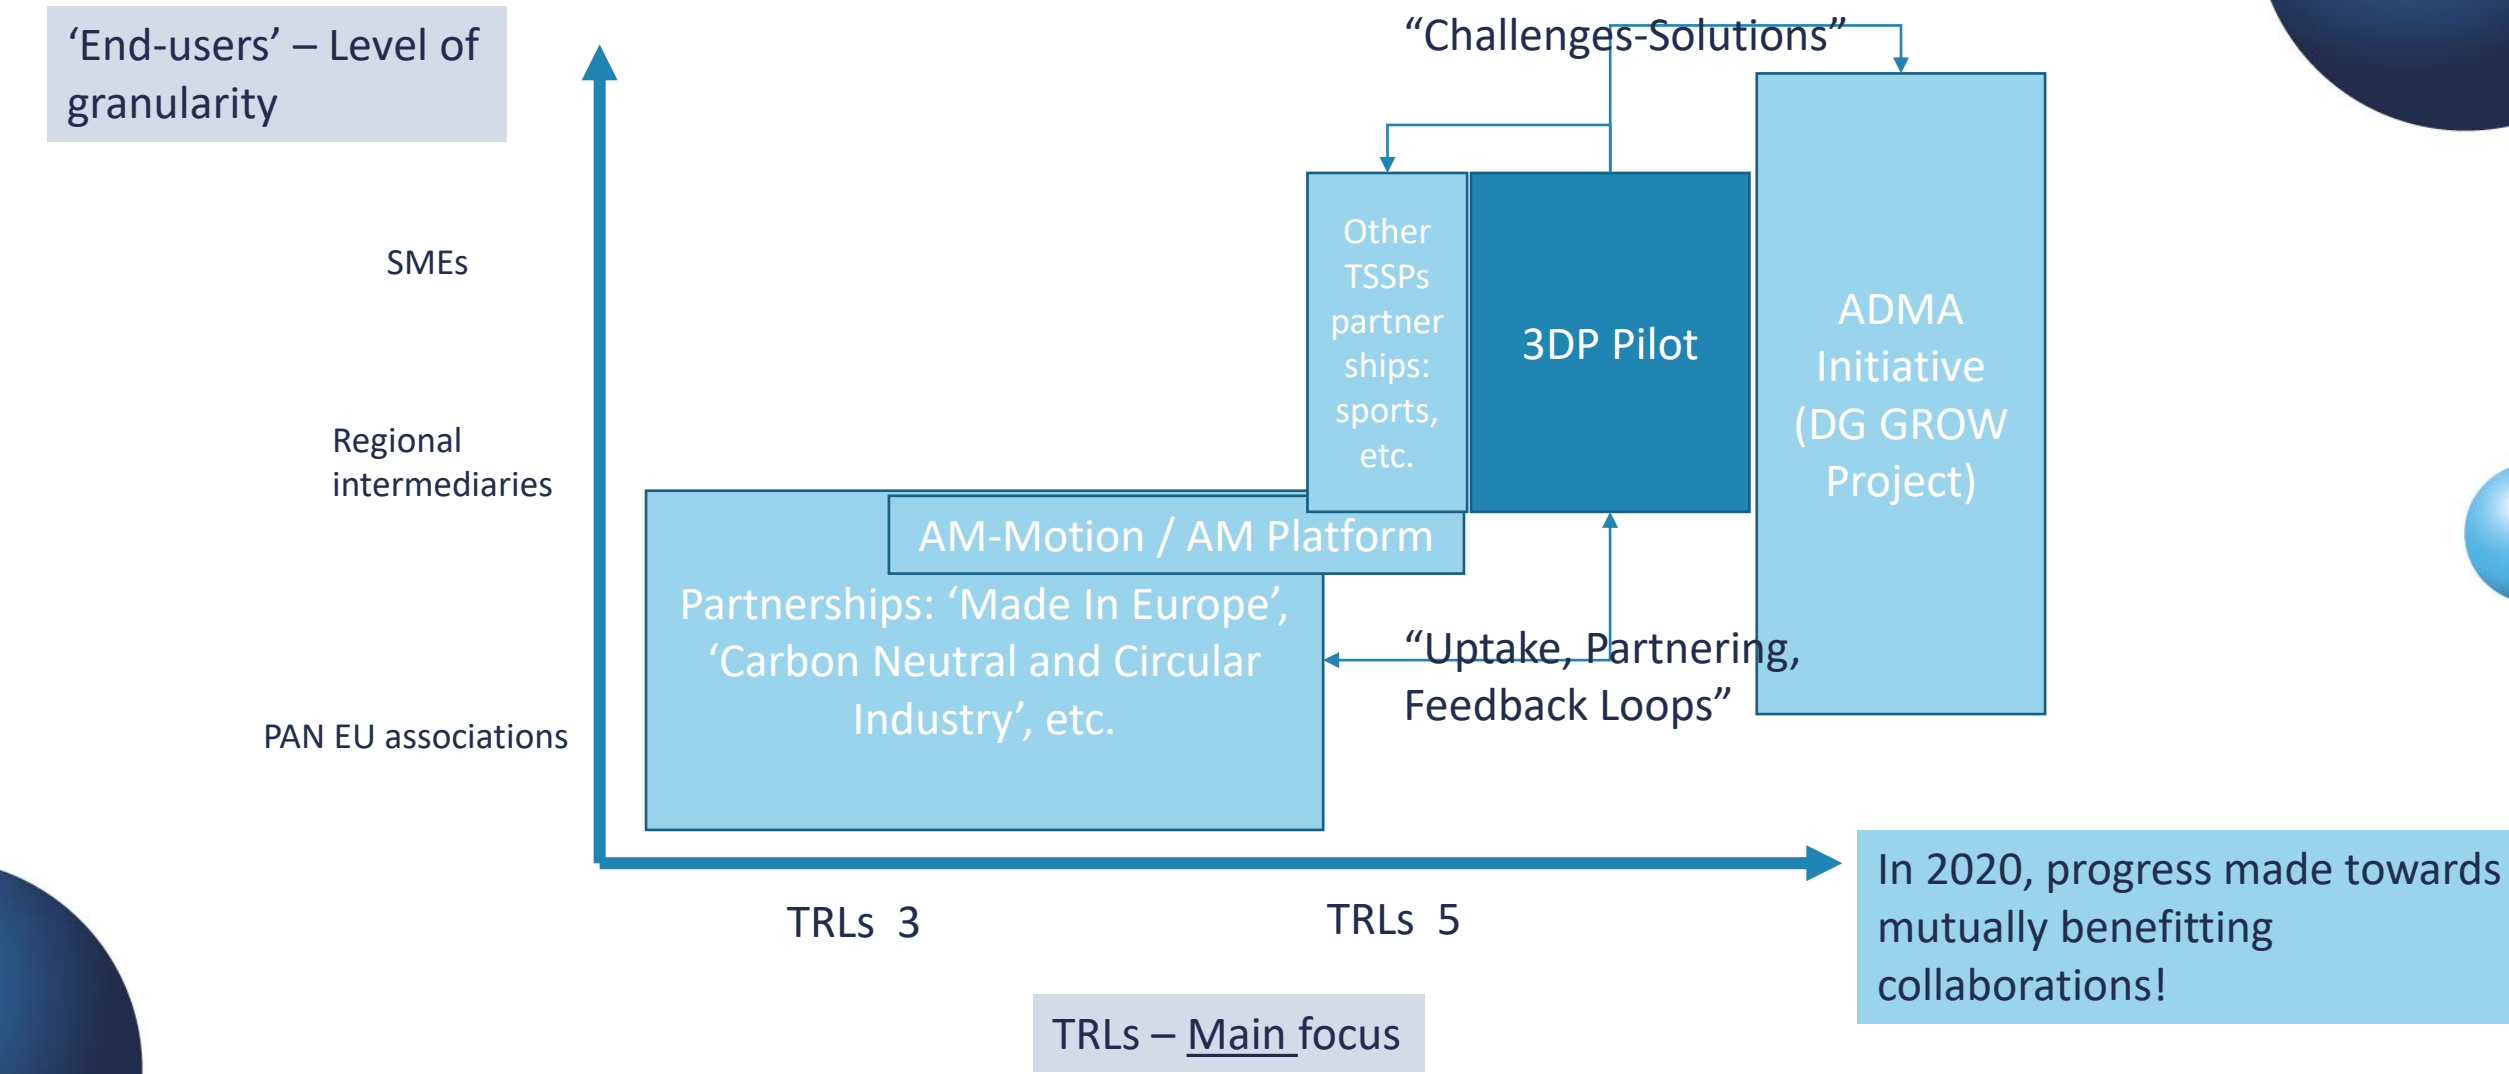 ‘End-users’ – Level of
granularity
“Challenges-Solutions”
SMEs
Regional
intermediaries
PAN EU associations
Other
TSSPs
partner
ships:
sports,
etc.
3DP Pilot
ADMA
Initiative
(DG GROW
Project)
AM-Motion / AM Platform
Partnerships: ‘Made In Europe’,
‘Carbon Neutral and Circular
Industry’, etc.
“Uptake, Partnering,
Feedback Loops”
TRLs  3
TRLs  5
TRLs – Main focus
In 2020, progress made towards
mutually benefitting
collaborations!